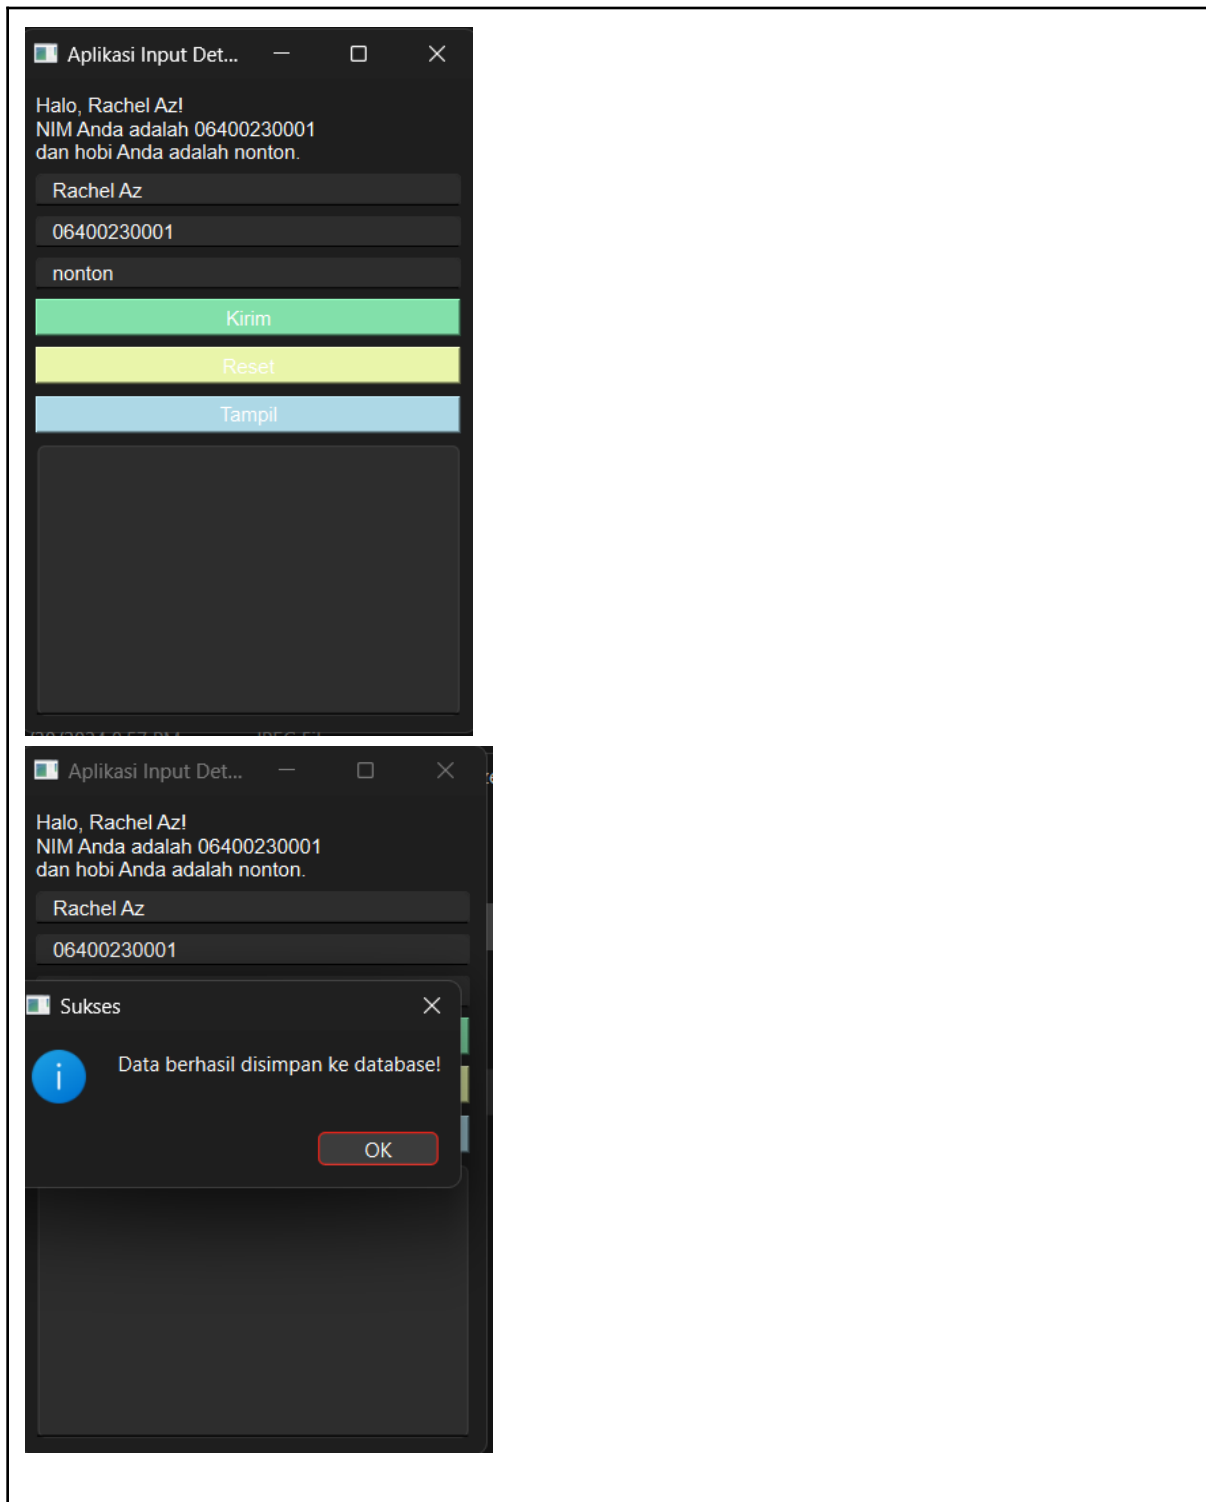 Aplikasi Input Det...
Halo, Rachel Az!
NIM Anda adalah 06400230001
dan hobi Anda adalah nonton.
Rachel Az
06400230001
nonton
Kirim
Reset
Tampil
Aplikasi Input Det...
Halo, Rachel Az!
NIM Anda adalah 06400230001
dan hobi Anda adalah nonton.
Rachel Az
06400230001
Sukses
Data berhasil disimpan ke database!
OK